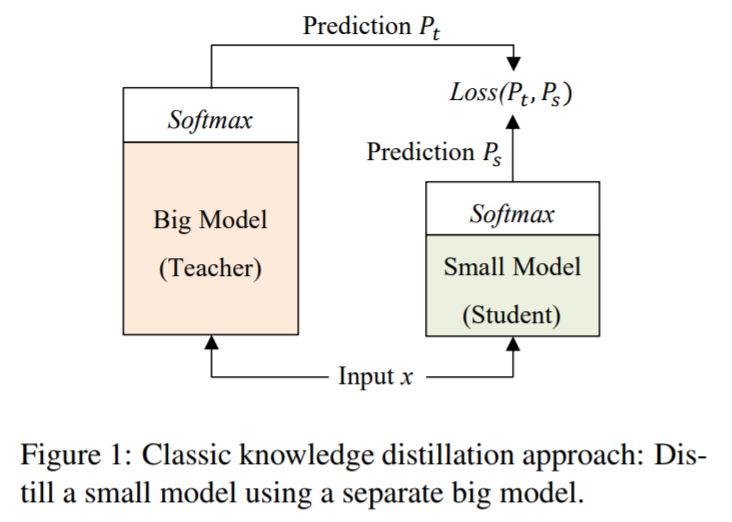 Prediction Pₜ
Softmax
Big Model
(Teacher)
Loss(Pₜ, Pₛ)
Prediction Pₛ
Softmax
Small Model
(Student)
Input x
Figure 1: Classic knowledge distillation approach: Dis-
till a small model using a separate big model.